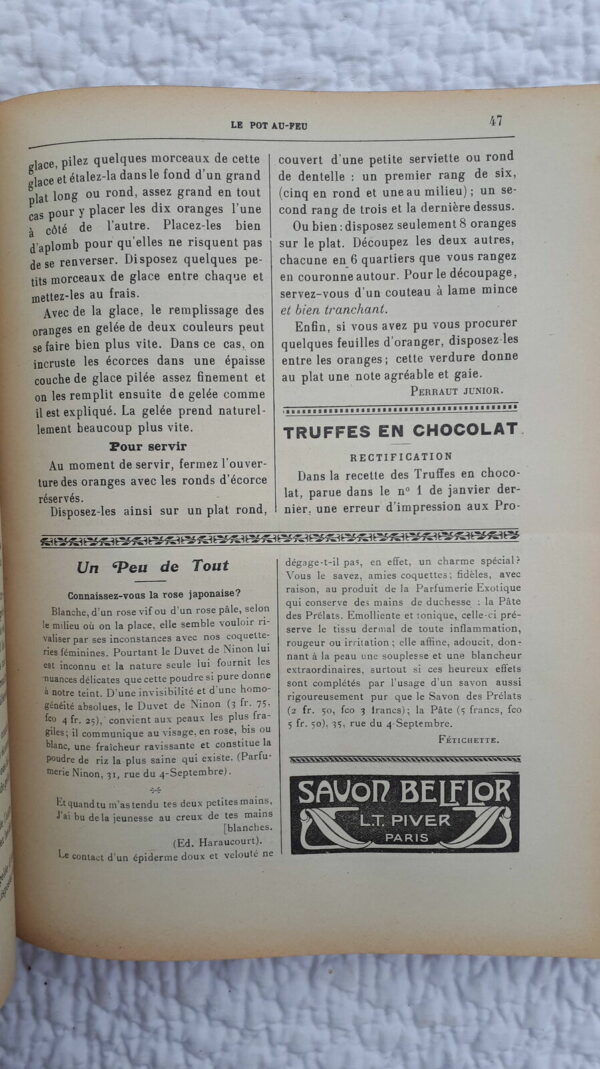 LE POT AU-FEU
47
glace, pilez quelques morceaux de cette
glace et étalez-la dans le fond d'un grand
plat long ou rond, assez grand en tout
cas pour y placer les dix oranges l'une
à côté de l'autre. Placez-les bien
d'aplomb pour qu'elles ne risquent pas
de se renverser. Disposez quelques pe-
tits morceaux de glace entre chaque et
mettez-les au frais.
Avec de la glace, le remplissage des
oranges en gelée de deux couleurs peut
se faire bien plus vite. Dans ce cas, on
incruste les écorces dans une épaisse
couche de glace pilée assez finement et
on les remplit ensuite de gelée comme
il est expliqué. La gelée prend naturel-
lement beaucoup plus vite.
Pour servir
Au moment de servir, fermez l'ouver-
ture des oranges avec les ronds d'écorce
réservés.
Disposez-les ainsi sur un plat rond,
couvert d'une petite serviette ou rond
de dentelle : un premier rang de six,
(cinq en rond et une au milieu) ; un se-
cond rang de trois et la dernière dessus.
Ou bien : disposez seulement 8 oranges
sur le plat. Découpez les deux autres,
chacune en 6 quartiers que vous rangez
en couronne autour. Pour le découpage,
servez-vous d'un couteau à lame mince
et bien tranchant.
Enfin, si vous avez pu vous procurer
quelques feuilles d'oranger, disposez-les
entre les oranges ; cette verdure donne
au plat une note agréable et gaie.
PERRAUT JUNIOR.
TRUFFES EN CHOCOLAT
RECTIFICATION
Dans la recette des Truffes en choco-
lat, parue dans le n° 1 de janvier der-
nier, une erreur d'impression aux Pro-
Un Peu de Tout
Connaissez-vous la rose japonaise?
Blanche, d'un rose vif ou d'un rose pâle, selon
le milieu où on la place, elle semble vouloir ri-
valiser par ses inconstances avec nos coquette-
ries féminines. Pourtant le Duvet de Ninon lui
est inconnu et la nature seule lui fournit les
nuances délicates que cette poudre si pure donne
à notre teint. D'une invisibilité et d'une homo-
généité absolues, le Duvet de Ninon (3 fr. 75,
fco 4 fr. 25), convient aux peaux les plus fra-
giles ; il communique au visage, en rose, bis ou
blanc, une fraîcheur ravissante et constitue la
poudre de riz la plus saine qui existe. (Parfu-
merie Ninon, 31, rue du 4-Septembre).
Et quand tu m'as tendu tes deux petites mains,
J'ai bu de la jeunesse au creux de tes mains
[blanches.
(Ed. Haraucourt).
Le contact d'un épiderme doux et velouté ne
dégage-t-il pas, en effet, un charme spécial?
Vous le savez, amies coquettes; fidèles, avec
raison, au produit de la Parfumerie Exotique
qui conserve des mains de duchesse : la Pâte
des Prélats. Emolliente et tonique, celle-ci pré-
serve le tissu dermal de toute inflammation,
rougeur ou irritation ; elle affine, adoucit, don-
nant à la peau une souplesse et une blancheur
extraordinaires, surtout si ces heureux effets
sont complétés par l'usage d'un savon aussi
rigoureusement pur que le Savon des Prélats
(2 fr. 50, fco 3 francs) ; la Pâte (5 francs, fco
5 fr. 50), 35, rue du 4-Septembre.
FÉTICHETTE.
SAVON BELFLOR
L.T. PIVER
PARIS